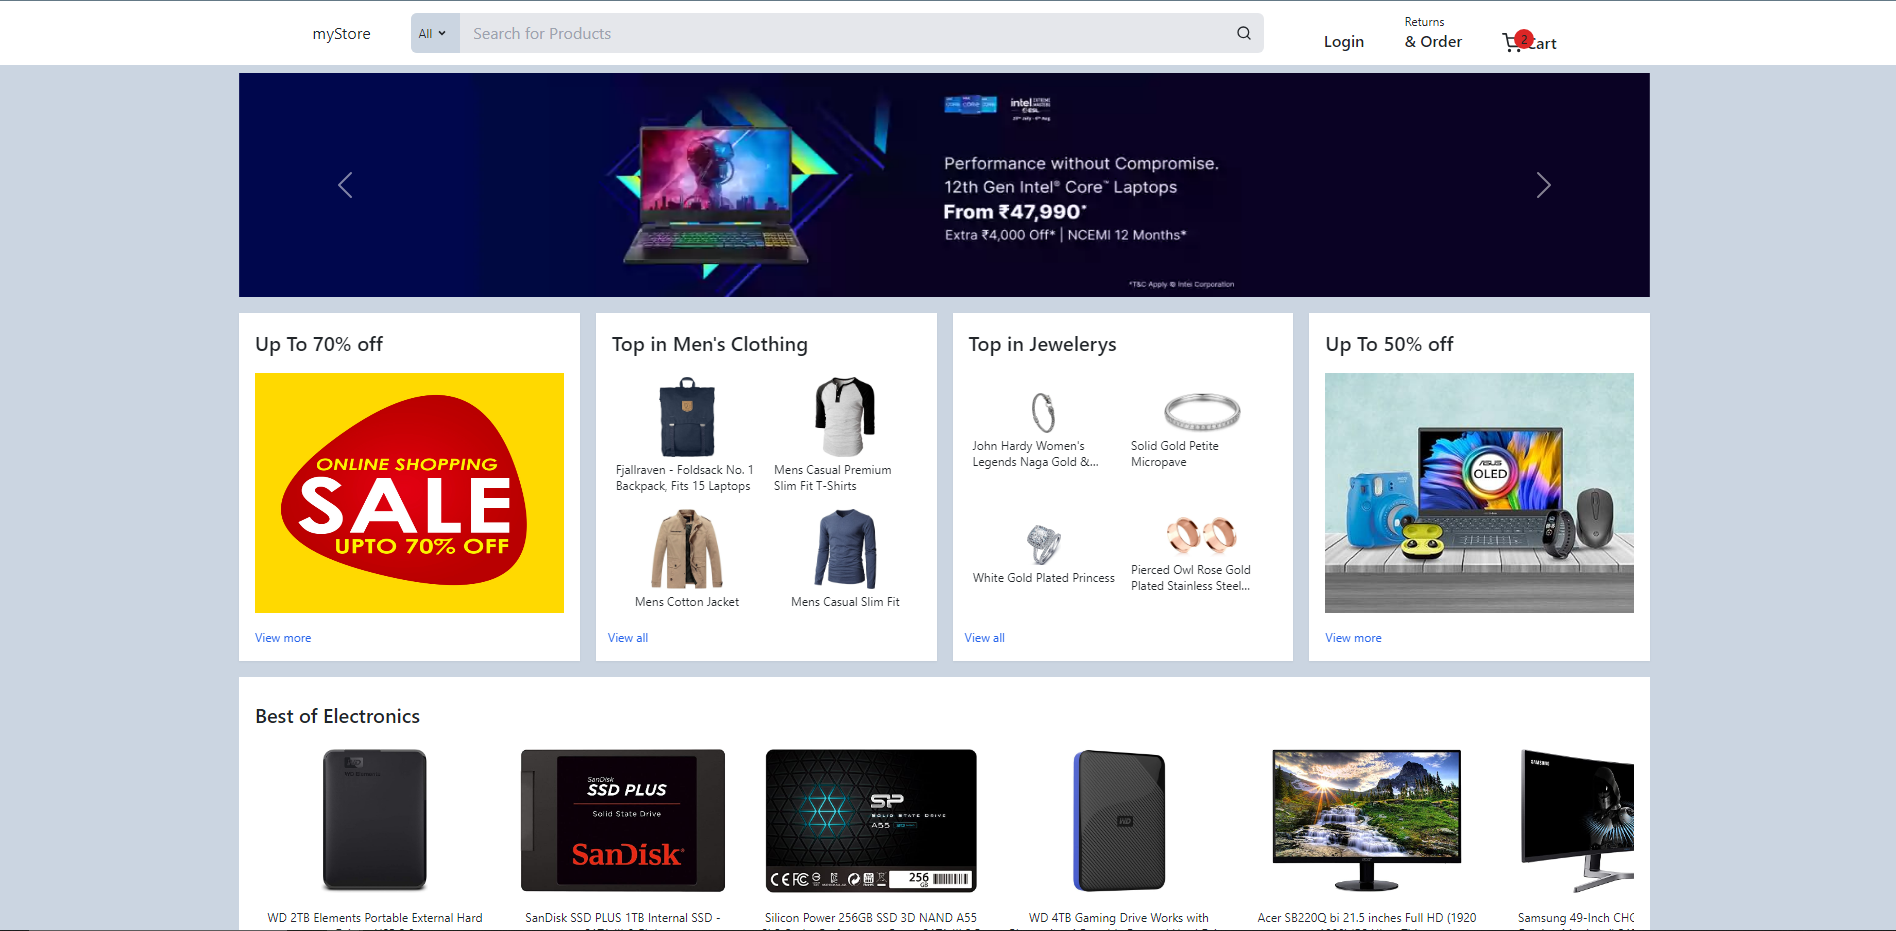 myStore
All
Search for Products
Login
Returns
& Order
2
Cart
intel
Performance without Compromise.
12th Gen Intel® Core™ Laptops
From ₹47,990*
Extra ₹4,000 Off* | NCEMI 12 Months*
*T&C Apply © Intel Corporation
Up To 70% off
ONLINE SHOPPING
SALE
UPTO 70% OFF
View more
Top in Men's Clothing
Fjallraven - Foldsack No. 1
Backpack, Fits 15 Laptops
Mens Casual Premium
Slim Fit T-Shirts
Mens Cotton Jacket
Mens Casual Slim Fit
View all
Top in Jewelerys
John Hardy Women's
Legends Naga Gold &...
Solid Gold Petite
Micropave
White Gold Plated Princess
Pierced Owl Rose Gold
Plated Stainless Steel...
View all
Up To 50% off
ASUS
OLED
View more
Best of Electronics
WD
WD Elements
SanDisk
SSD PLUS
Solid State Drive
SanDisk
SP
SOLID STATE DRIVE
A55
256
GB
WD
SAMSUNG
WD 2TB Elements Portable External Hard
SanDisk SSD PLUS 1TB Internal SSD -
Silicon Power 256GB SSD 3D NAND A55
WD 4TB Gaming Drive Works with
Acer SB220Q bi 21.5 inches Full HD (1920
Samsung 49-Inch CHG